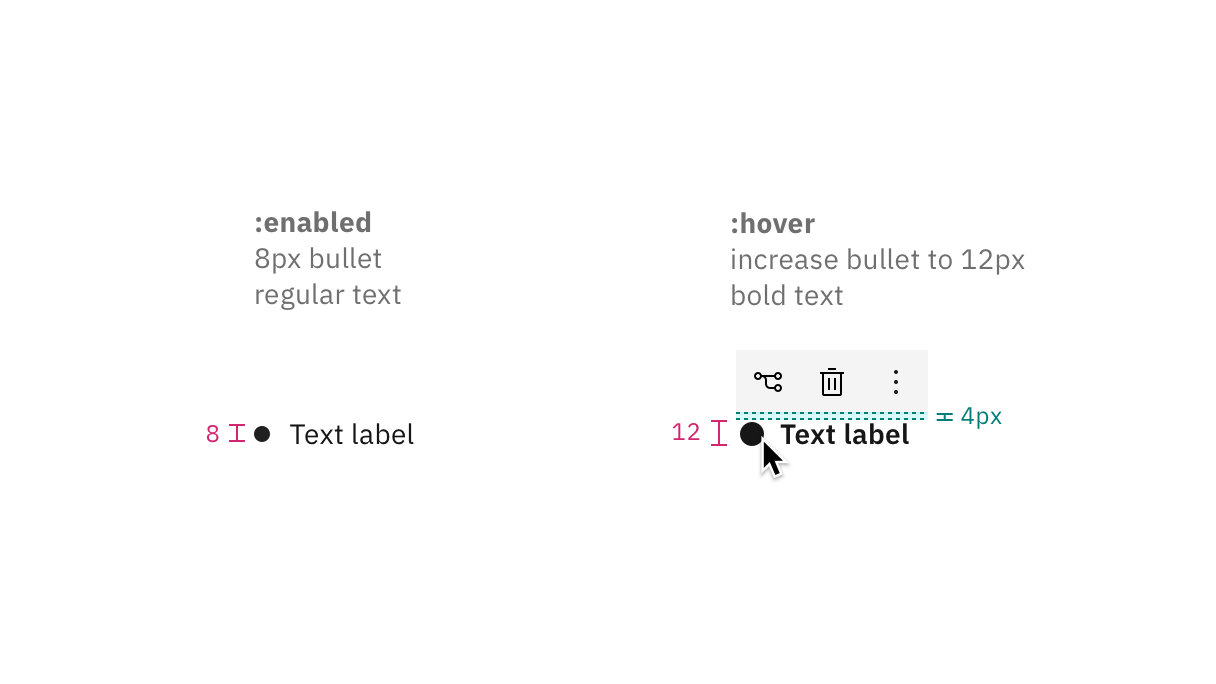 :enabled
8px bullet
regular text
8
Text label
:hover
increase bullet to 12px
bold text
4px
12
Text label